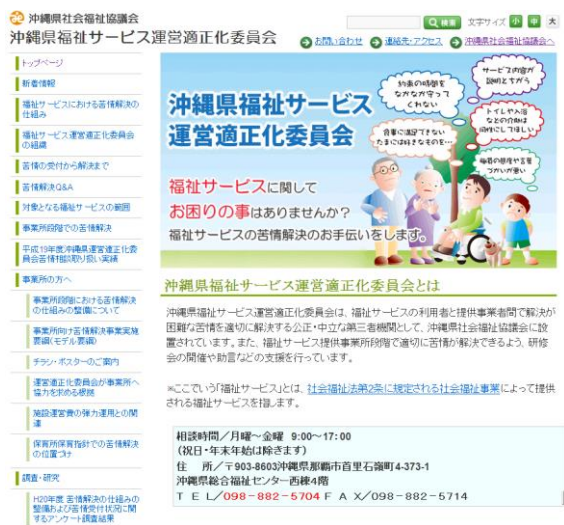 沖縄県社会福祉協議会
沖縄県福祉サービス運営適正化委員会
検索
文字サイズ 小 中 大
お問い合わせ
連絡先・アクセス
沖縄県社会福祉協議会へ
トップページ
新着情報
福祉サービスにおける苦情解決の
仕組み
福祉サービス運営適正化委員会
の組織
苦情の受付から解決まで
苦情解決Q&A
対象となる福祉サービスの範囲
事業所段階での苦情解決
平成19年度沖縄県運営適正化委
員会苦情相談取り扱い実績
事業所の方へ
事業所段階における苦情解決
の仕組みの整備について
事業所向け苦情解決事業実施
要綱(モデル要綱)
チラシ・ポスターのご案内
運営適正化委員会が事業所へ
協力を求める根拠
施設運営費の弾力運用との関
連
保育所保育指針での苦情解決
の位置づけ
調査・研究
H20年度 苦情解決の仕組みの
整備および苦情受付状況に関
するアンケート調査結果
沖縄県福祉サービス
運営適正化委員会
約束の時間を
なかなか守って
くれない
サービス内容が
説明とちがう
食事に満足できない
たまには好きなものを…
トイレや入浴
などの介助は
同性にしてほしい
職員の態度や言葉
づかいが悪い
福祉サービスに関して
お困りの事はありませんか?
福祉サービスの苦情解決のお手伝いをします。
沖縄県福祉サービス運営適正化委員会とは
沖縄県福祉サービス運営適正化委員会は、福祉サービスの利用者と提供事業者間で解決が
困難な苦情を適切に解決する公正・中立な第三者機関として、沖縄県社会福祉協議会に設
置されています。また、福祉サービス提供事業所段階で適切に苦情が解決できるよう、研修
会の開催や助言などの支援を行っています。
※ここでいう「福祉サービス」とは、社会福祉法第2条に規定される社会福祉事業によって提供
される福祉サービスを指します。
相談時間/月曜~金曜 9:00~17:00
(祝日・年末年始は除きます)
住 所/〒903-8603沖縄県那覇市首里石嶺町4-373-1
沖縄県総合福祉センター西棟4階
T E L/098-882-5704 F A X/098-882-5714